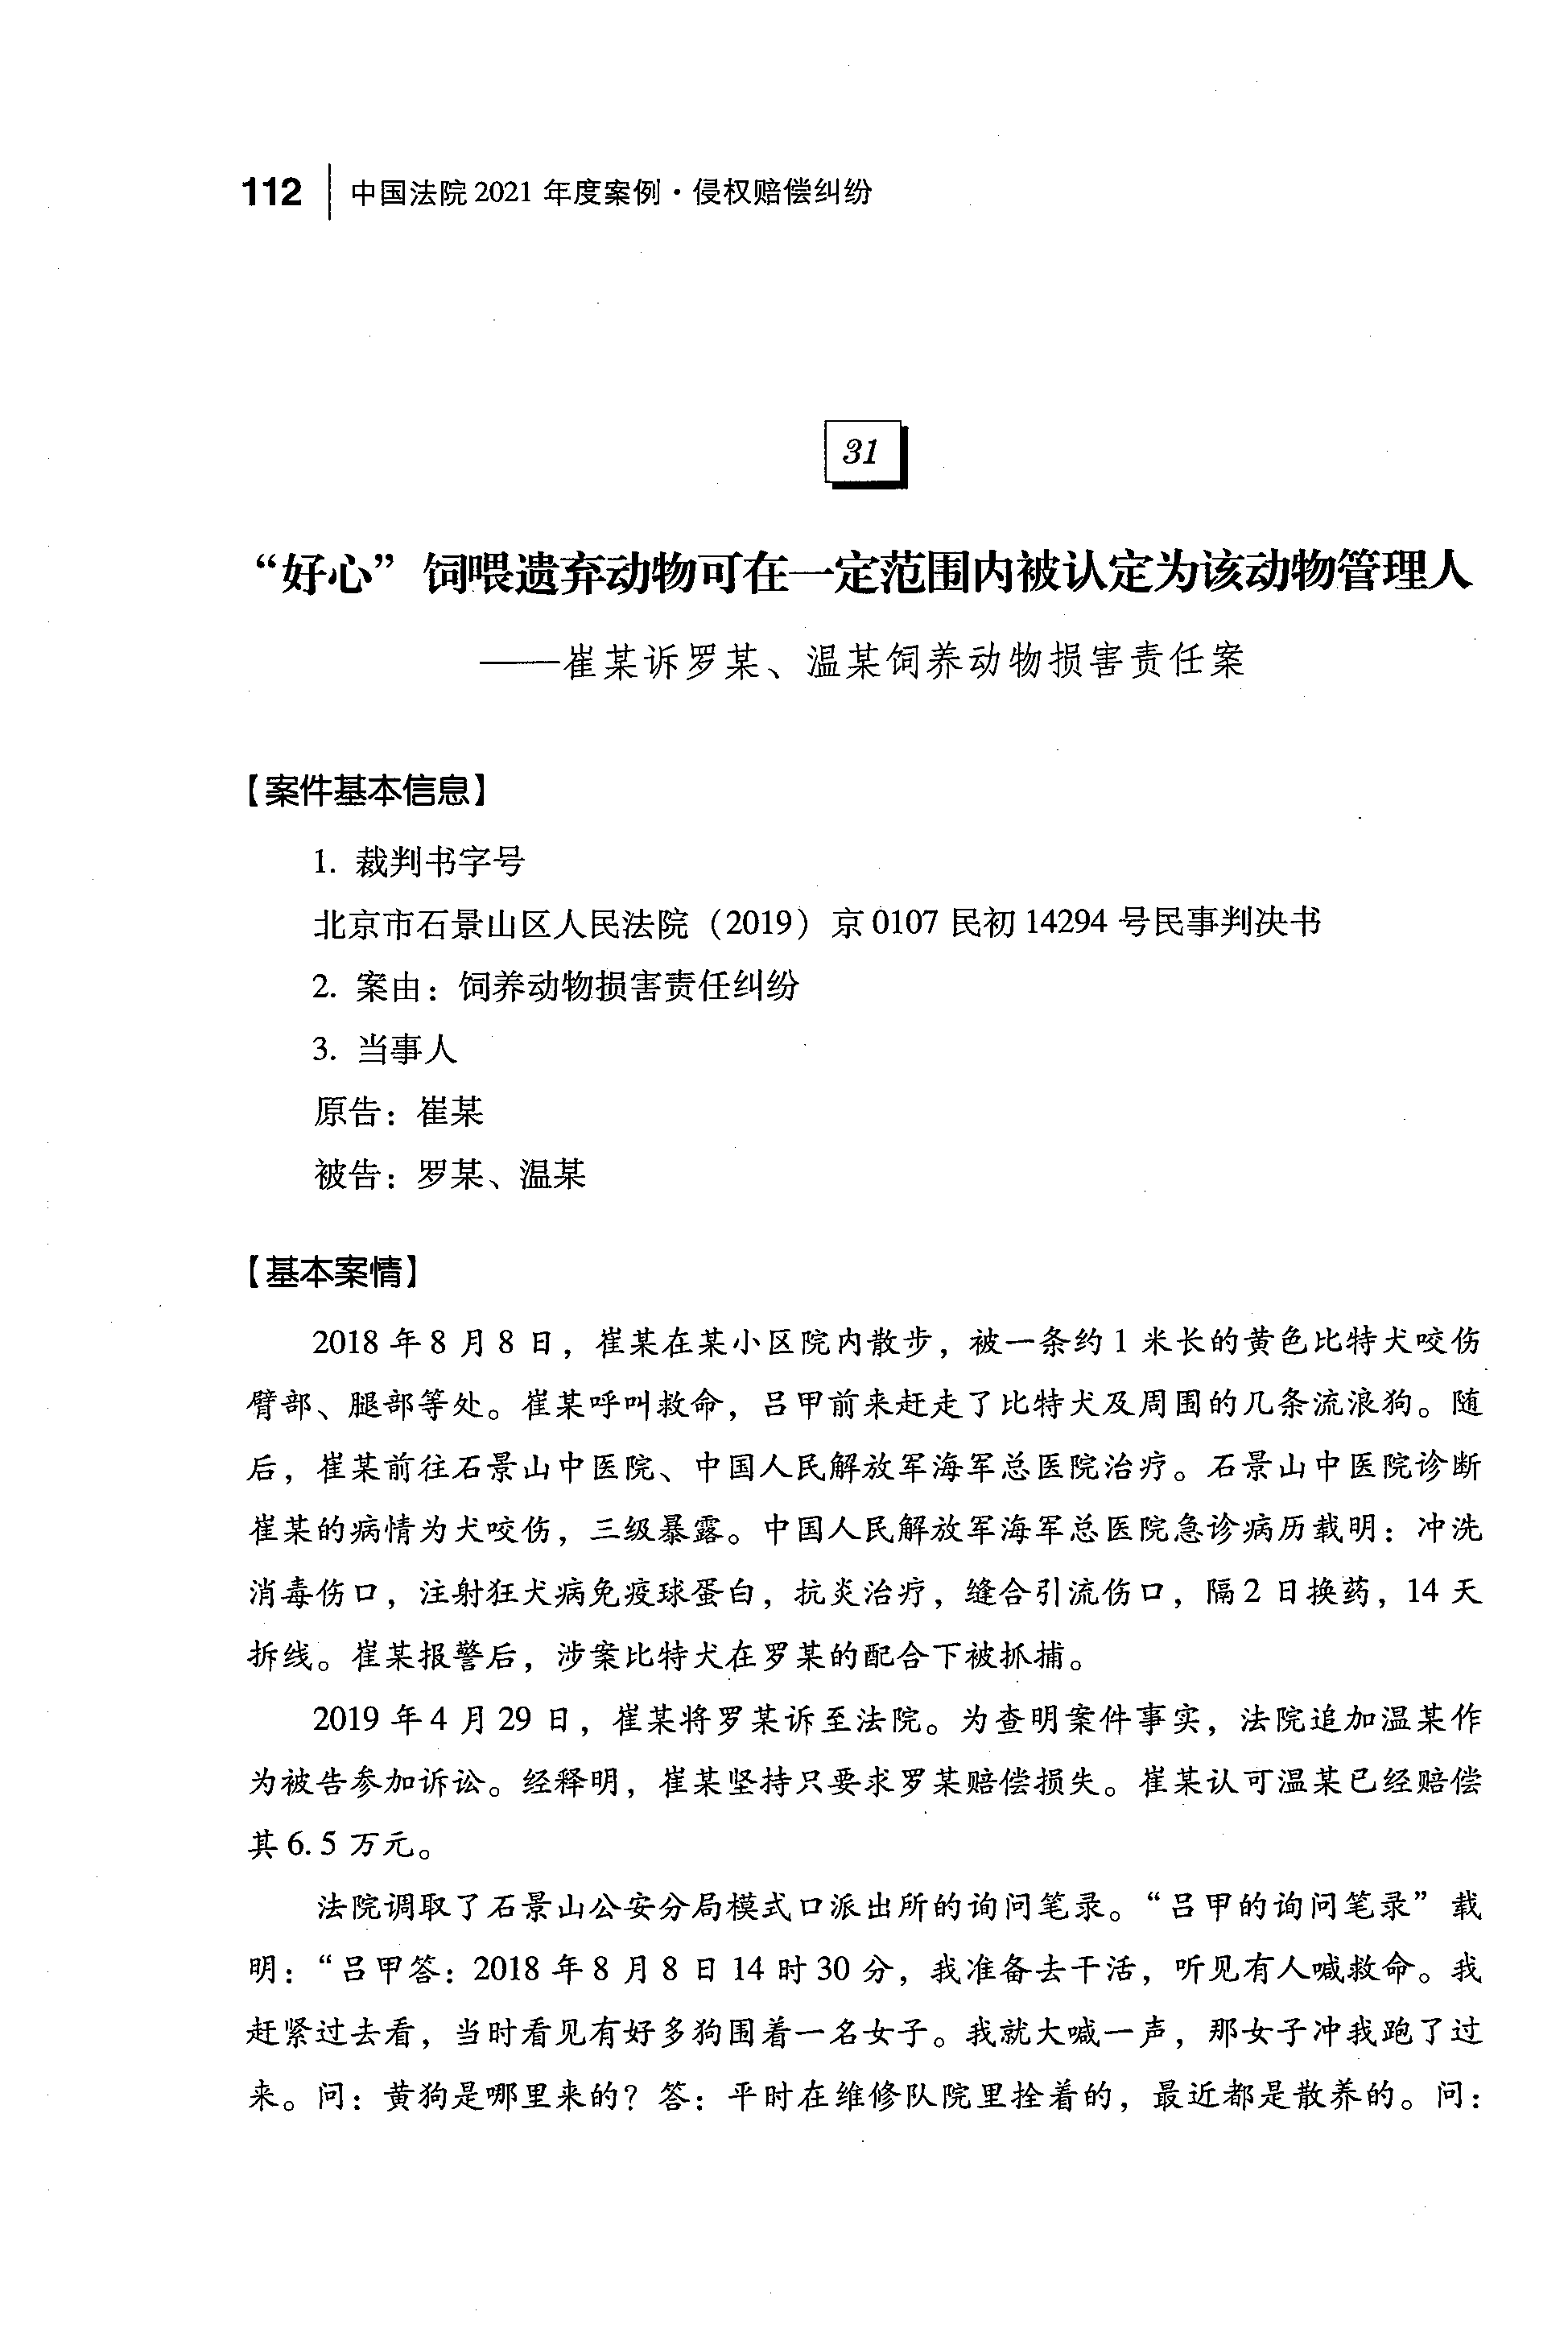 112 中国法院2021年度案例·侵权赔偿纠纷
31
“好心”饲喂遗弃动物可在一定范围内被认定为该动物管理人
——崔某诉罗某、温某饲养动物损害责任案
【案件基本信息】
1. 裁判书字号
北京市石景山区人民法院（2019）京0107民初14294号民事判决书
2. 案由：饲养动物损害责任纠纷
3. 当事人
原告：崔某
被告：罗某、温某
【基本案情】
2018年8月8日，崔某在某小区院内散步，被一条约1米长的黄色比特犬咬伤
臂部、腿部等处。崔某呼叫救命，吕甲前来赶走了比特犬及周围的几条流浪狗。随
后，崔某前往石景山中医院、中国人民解放军海军总医院治疗。石景山中医院诊断
崔某的病情为犬咬伤，三级暴露。中国人民解放军海军总医院急诊病历载明：冲洗
消毒伤口，注射狂犬病免疫球蛋白，抗炎治疗，缝合引流伤口，隔2日换药，14天
拆线。崔某报警后，涉案比特犬在罗某的配合下被抓捕。
2019年4月29日，崔某将罗某诉至法院。为查明案件事实，法院追加温某作
为被告参加诉讼。经释明，崔某坚持只要求罗某赔偿损失。崔某认可温某已经赔偿
其6.5万元。
法院调取了石景山公安分局模式口派出所的询问笔录。“吕甲的询问笔录”载
明：“吕甲答：2018年8月8日14时30分，我准备去干活，听见有人喊救命。我
赶紧过去看，当时看见有好多狗围着一名女子。我就大喊一声，那女子冲我跑了过
来。问：黄狗是哪里来的？答：平时在维修队院里拴着的，最近都是散养的。问：